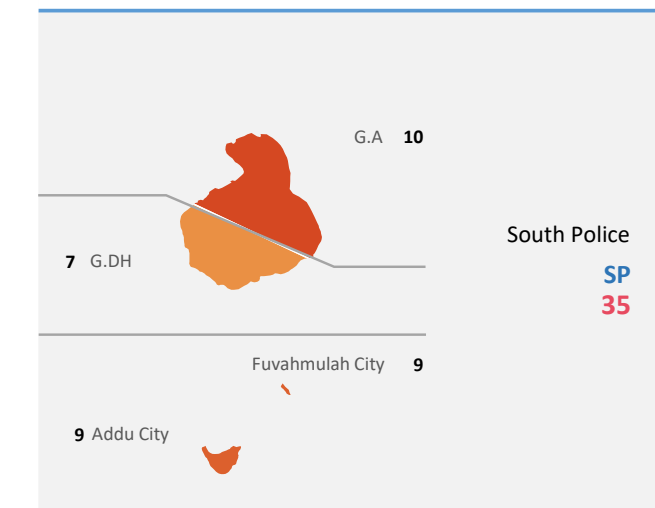 G.A 10
South Police
7 G.DH
SP
35
Fuvahmulah City 9
9 Addu City